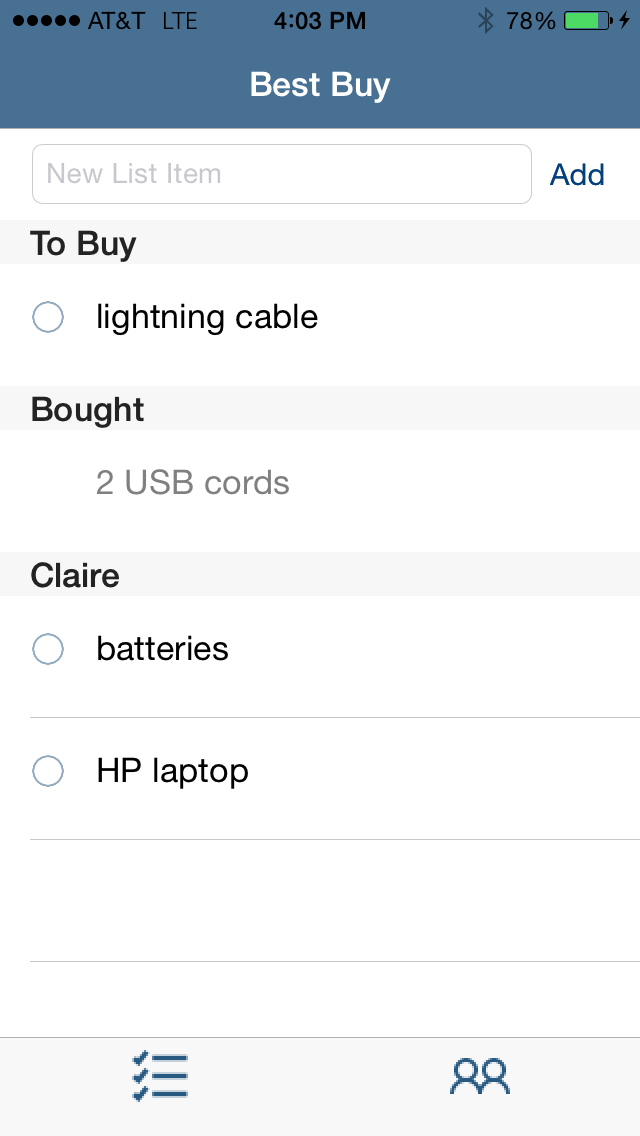 AT&T LTE 4:03 PM 78%
Best Buy
New List Item Add
To Buy
lightning cable
Bought
2 USB cords
Claire
batteries
HP laptop